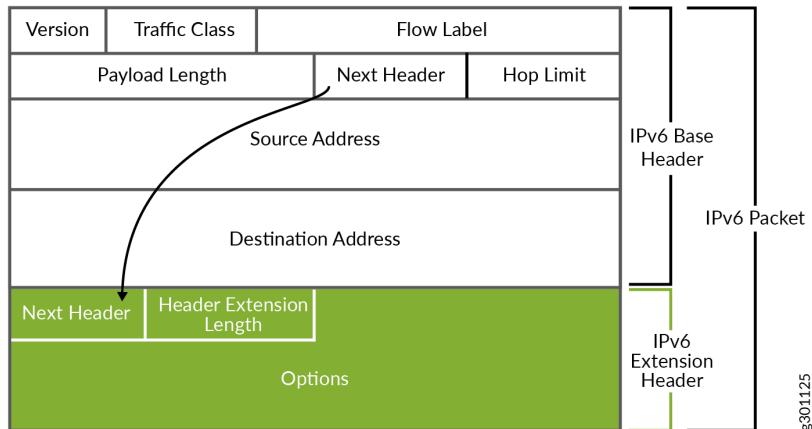 Version Traffic Class Flow Label
Payload Length Next Header Hop Limit
Source Address
Destination Address
Next Header
Header Extension
Length
Options
IPv6 Base
Header
IPv6 Packet
IPv6
Extension
Header
g301125